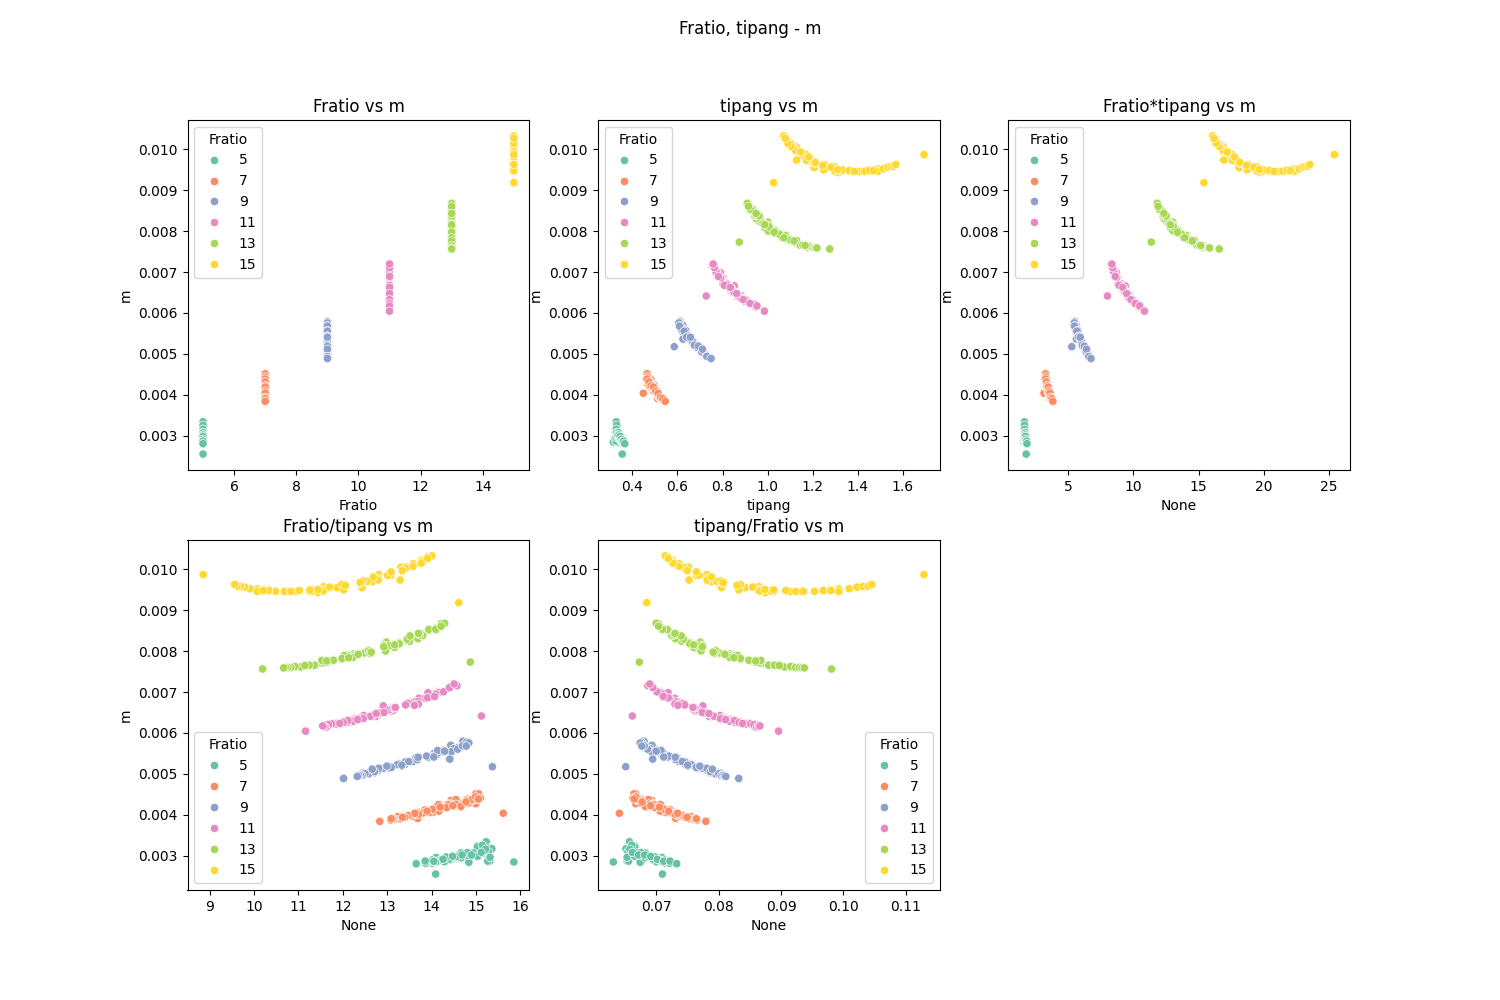 Fratio, tipang - m
Fratio vs m
m
0.010
0.009
0.008
0.007
0.006
0.005
0.004
0.003
Fratio
5
7
9
11
13
15
6 8 10 12 14
Fratio
tipang vs m
m
0.010
0.009
0.008
0.007
0.006
0.005
0.004
0.003
Fratio
5
7
9
11
13
15
0.4 0.6 0.8 1.0 1.2 1.4 1.6
tipang
Fratio*tipang vs m
m
0.010
0.009
0.008
0.007
0.006
0.005
0.004
0.003
Fratio
5
7
9
11
13
15
5 10 15 20 25
None
Fratio/tipang vs m
m
0.010
0.009
0.008
0.007
0.006
0.005
0.004
0.003
Fratio
5
7
9
11
13
15
9 10 11 12 13 14 15 16
None
tipang/Fratio vs m
m
0.010
0.009
0.008
0.007
0.006
0.005
0.004
0.003
Fratio
5
7
9
11
13
15
0.07 0.08 0.09 0.10 0.11
None